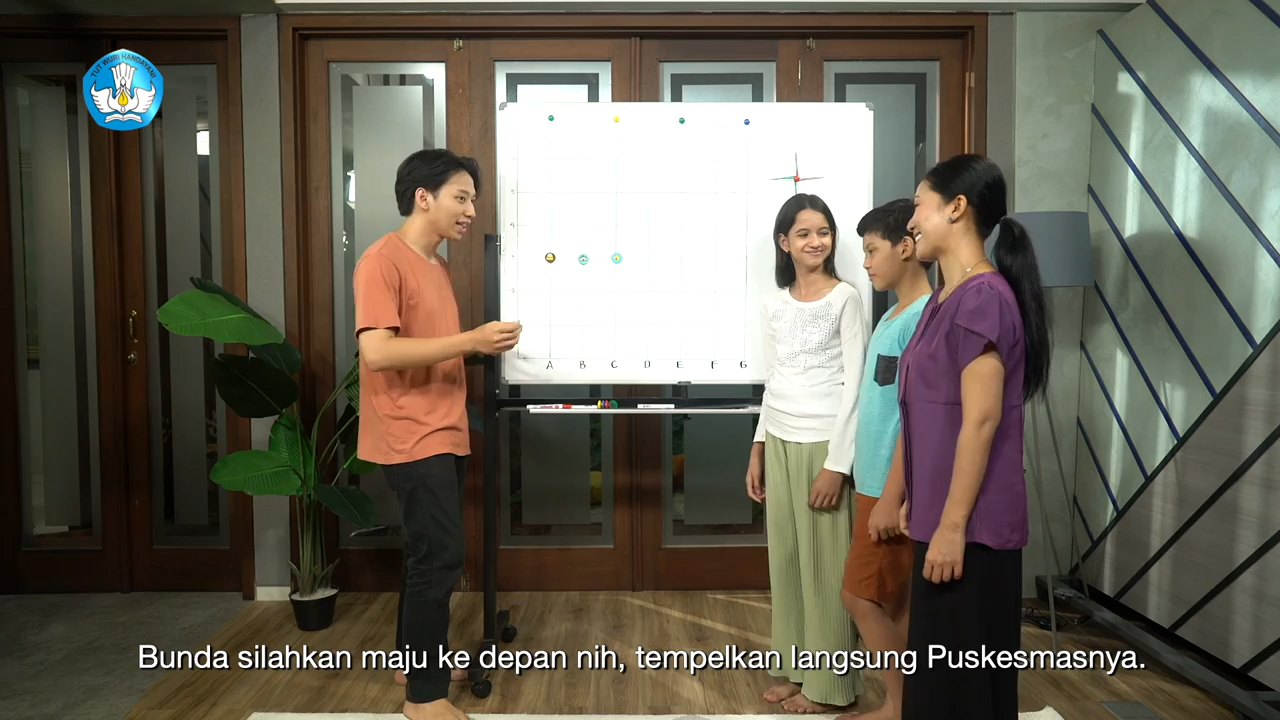 TUT WURI HANDAYANI
A B C D E F G
Bunda silahkan maju ke depan nih, tempelkan langsung Puskesmasnya.